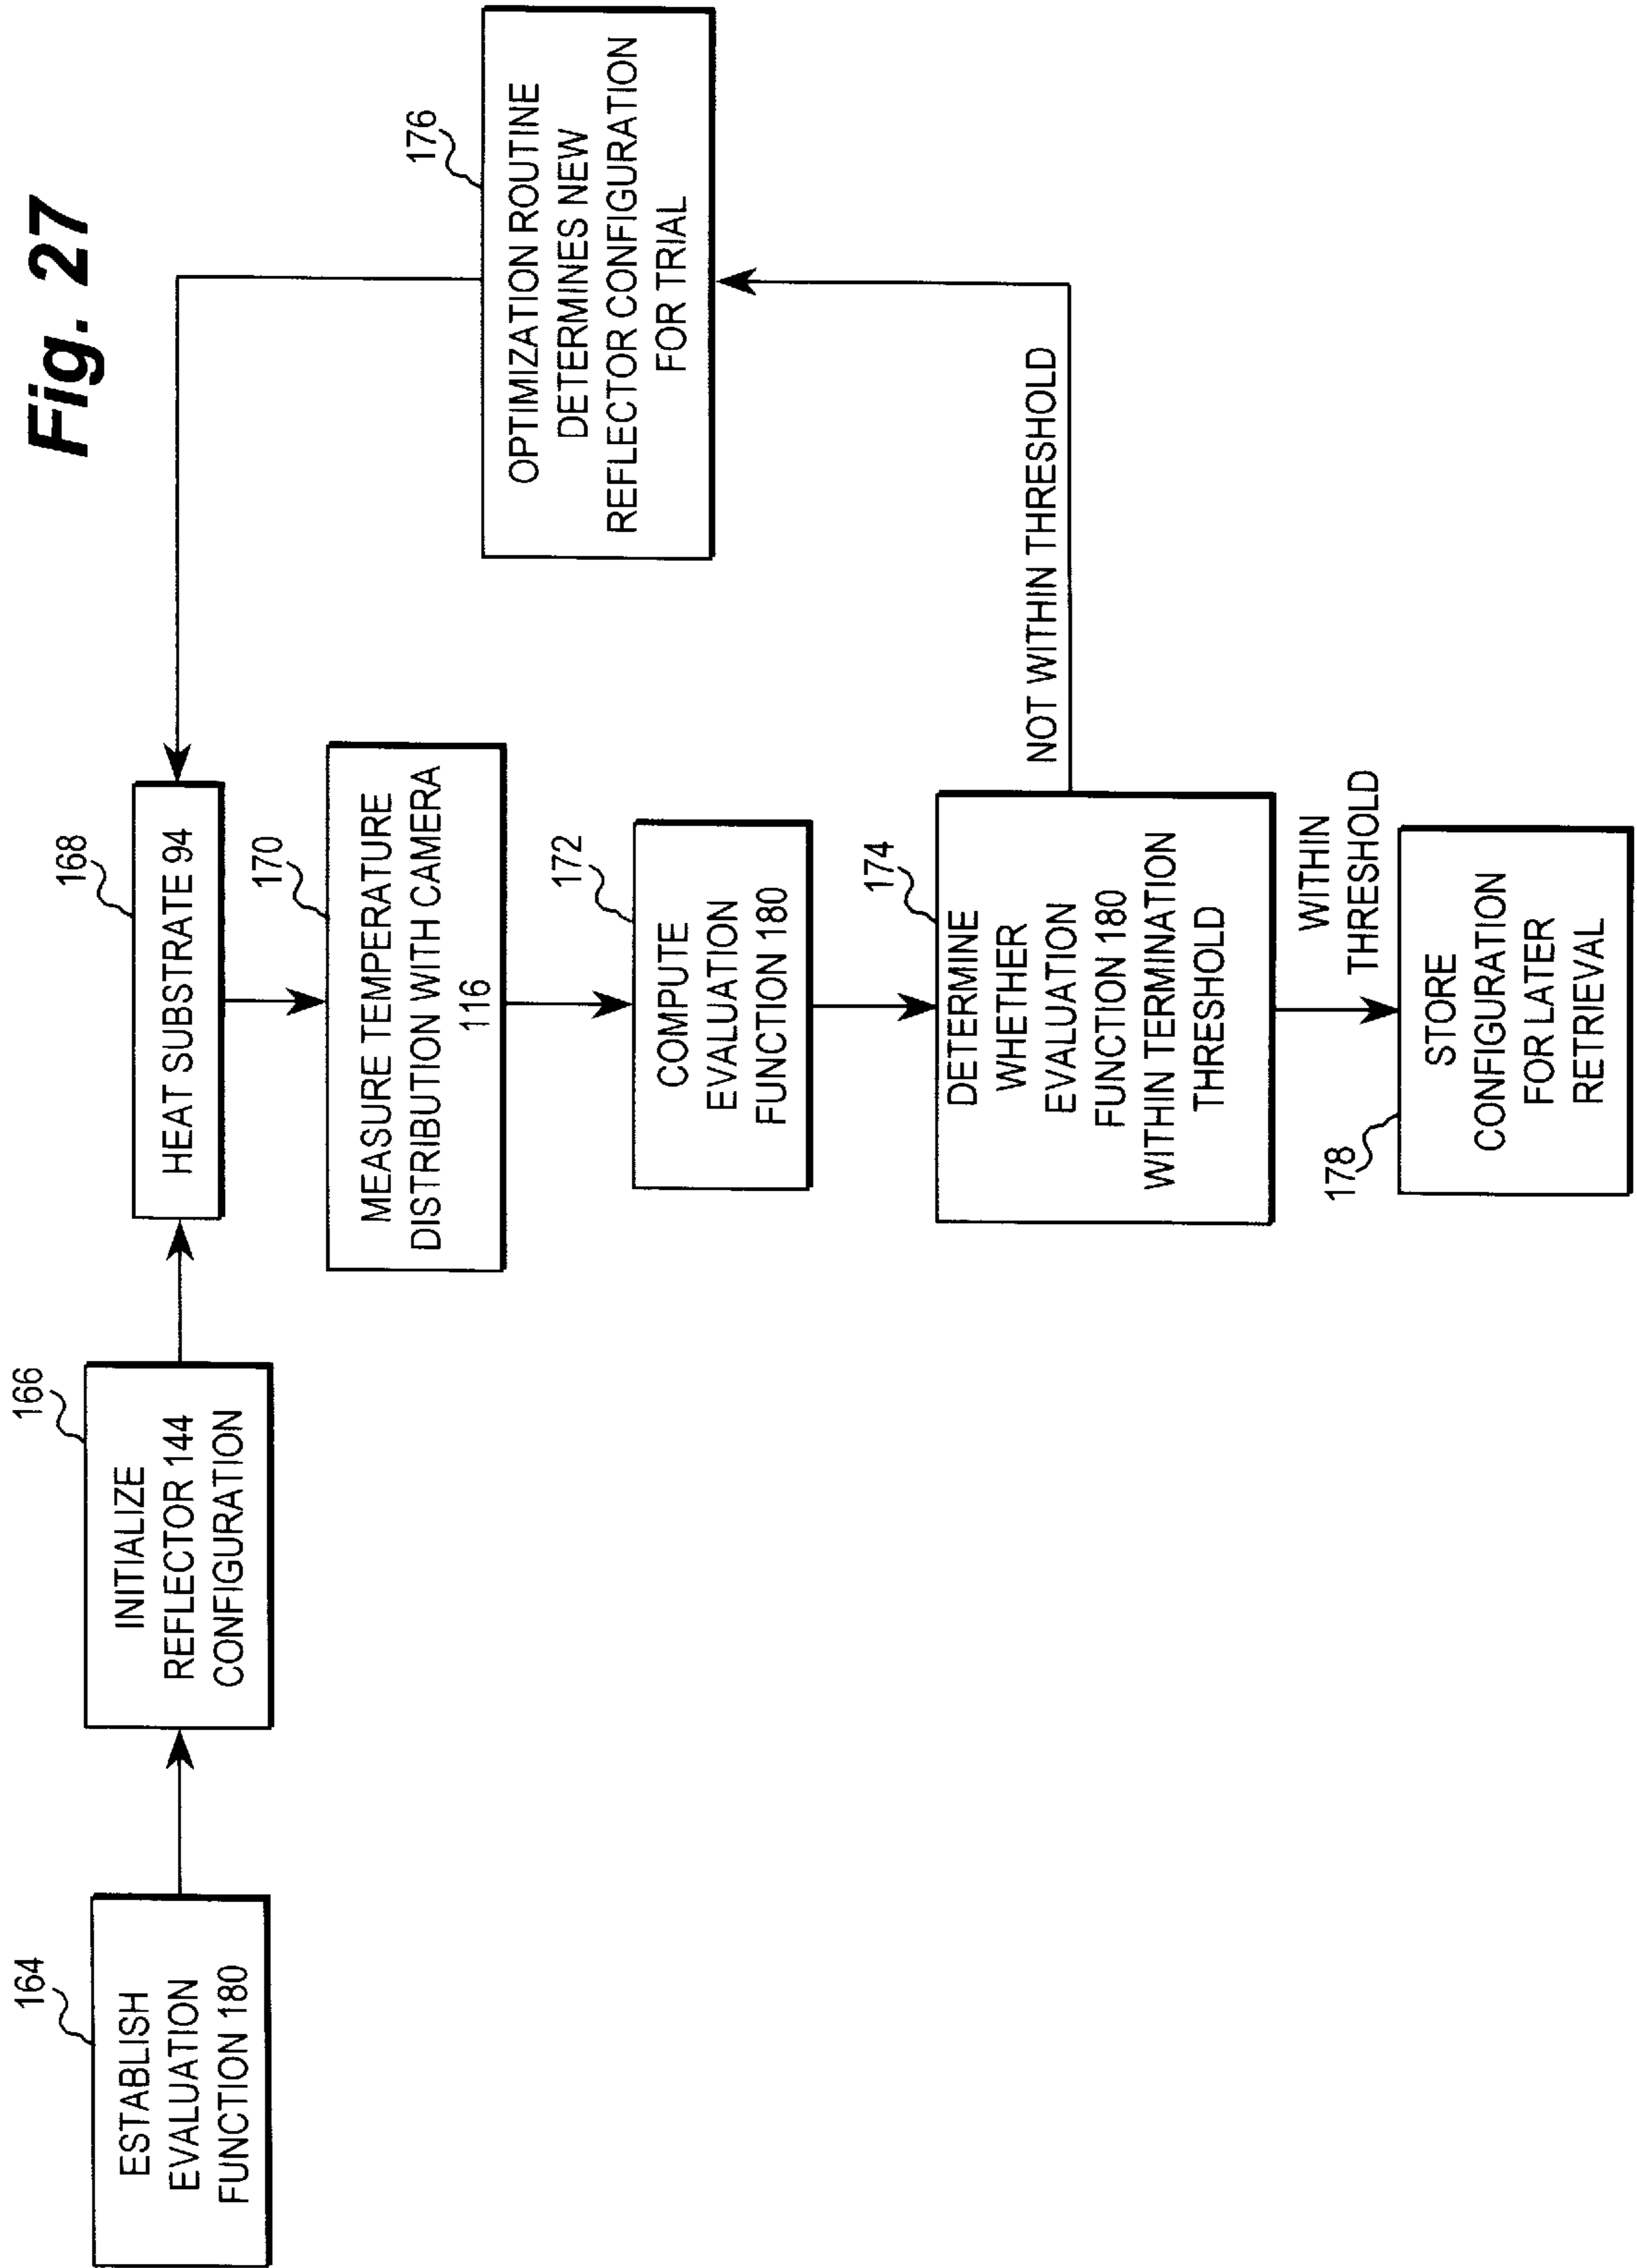 Fig. 27
164
ESTABLISH
EVALUATION
FUNCTION 180
166
INITIALIZE
REFLECTOR 144
CONFIGURATION
168
HEAT SUBSTRATE 94
170
MEASURE TEMPERATURE
DISTRIBUTION WITH CAMERA
116
172
COMPUTE
EVALUATION
FUNCTION 180
174
DETERMINE
WHETHER
EVALUATION
FUNCTION 180
WITHIN TERMINATION
THRESHOLD
NOT WITHIN THRESHOLD
176
OPTIMIZATION ROUTINE
DETERMINES NEW
REFLECTOR CONFIGURATION
FOR TRIAL
WITHIN
THRESHOLD
178
STORE
CONFIGURATION
FOR LATER
RETRIEVAL